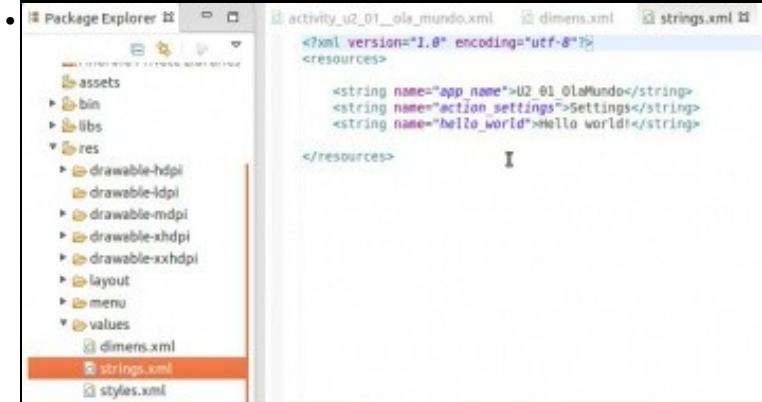 Package Explorer
assets
bin
libs
res
drawable-hdpi
drawable-ldpi
drawable-mdpi
drawable-xhdpi
drawable-xxhdpi
layout
menu
values
dimens.xml
strings.xml
styles.xml
activity_u2_01__ola_mundo.xml dimens.xml strings.xml
<?xml version="1.0" encoding="utf-8"?>
<resources>
<string name="app_name">U2_01_OlaMundo</string>
<string name="action_settings">Settings</string>
<string name="hello_world">Hello world!</string>
</resources>